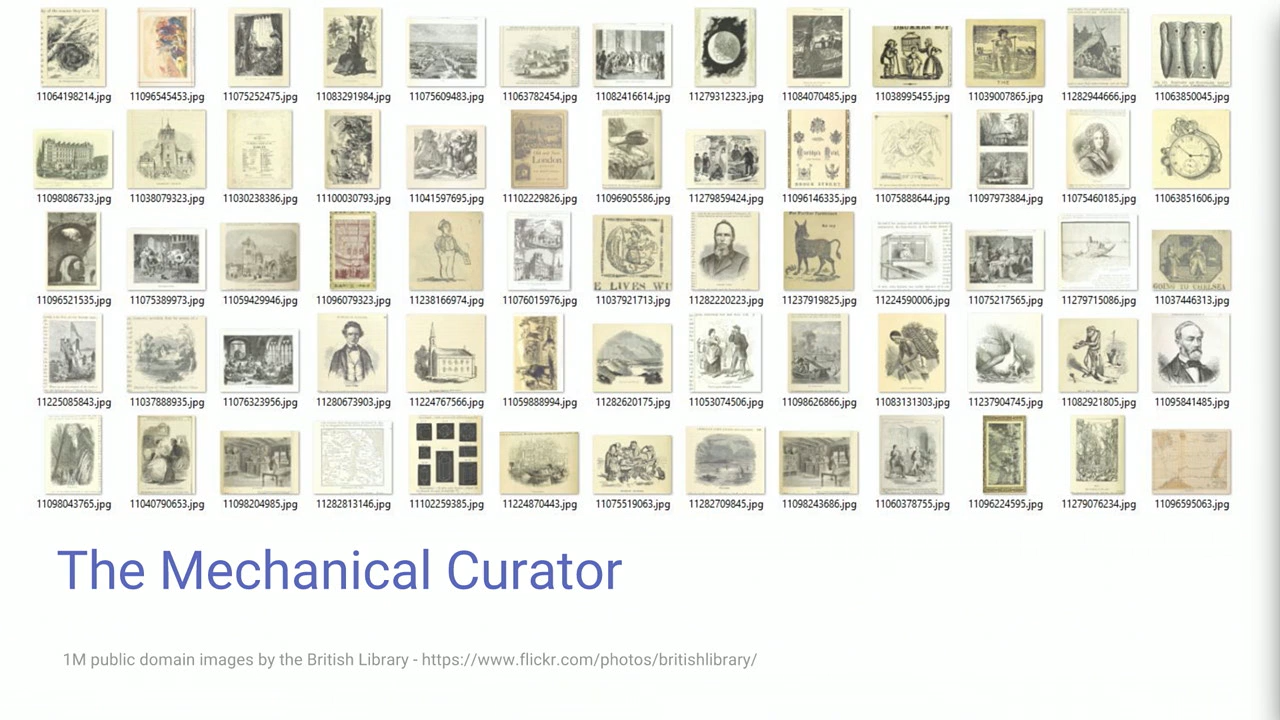 11064198214.jpg 11096545453.jpg 11075252475.jpg 11083291984.jpg 11075609483.jpg 11063782454.jpg 11082416614.jpg 11279312323.jpg 11084070485.jpg 11038995455.jpg 11039007865.jpg 11282944666.jpg 11063850045.jpg
London.
11098086733.jpg 11038079323.jpg 11030238386.jpg 11100030793.jpg 11041597695.jpg 11102229826.jpg 11096905586.jpg 11279859424.jpg 11096146335.jpg 11075888644.jpg 11097973884.jpg 11075460185.jpg 11063851606.jpg
E LIVES WI
GOING TO CHELSEA
11096521535.jpg 11075389973.jpg 11059429946.jpg 11096079323.jpg 11238166974.jpg 11076015976.jpg 11037921713.jpg 11282220223.jpg 11237919825.jpg 11224590006.jpg 11075217565.jpg 11279715086.jpg 11037446313.jpg
11225085843.jpg 11037888935.jpg 11076323956.jpg 11280673903.jpg 11224767566.jpg 11059888994.jpg 11282620175.jpg 11053074506.jpg 11098626866.jpg 11083131303.jpg 11237904745.jpg 11082921805.jpg 11095841485.jpg
11098043765.jpg 11040790653.jpg 11098204985.jpg 11282813146.jpg 11102259385.jpg 11224870443.jpg 11075519063.jpg 11282709845.jpg 11098243686.jpg 11060378755.jpg 11096224595.jpg 11279076234.jpg 11096595063.jpg
The Mechanical Curator
1M public domain images by the British Library - https://www.flickr.com/photos/britishlibrary/